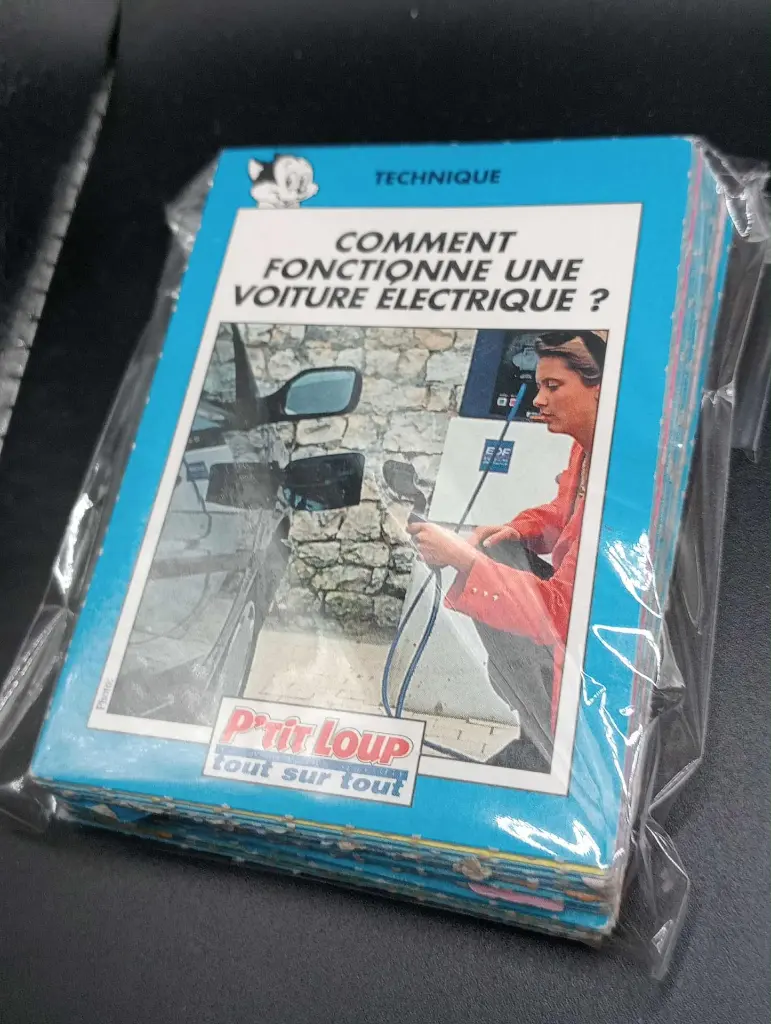 TECHNIQUE
COMMENT
FONCTIONNE UNE
VOITURE ÉLECTRIQUE ?
EDF
P'TIT LOUP
tout sur tout